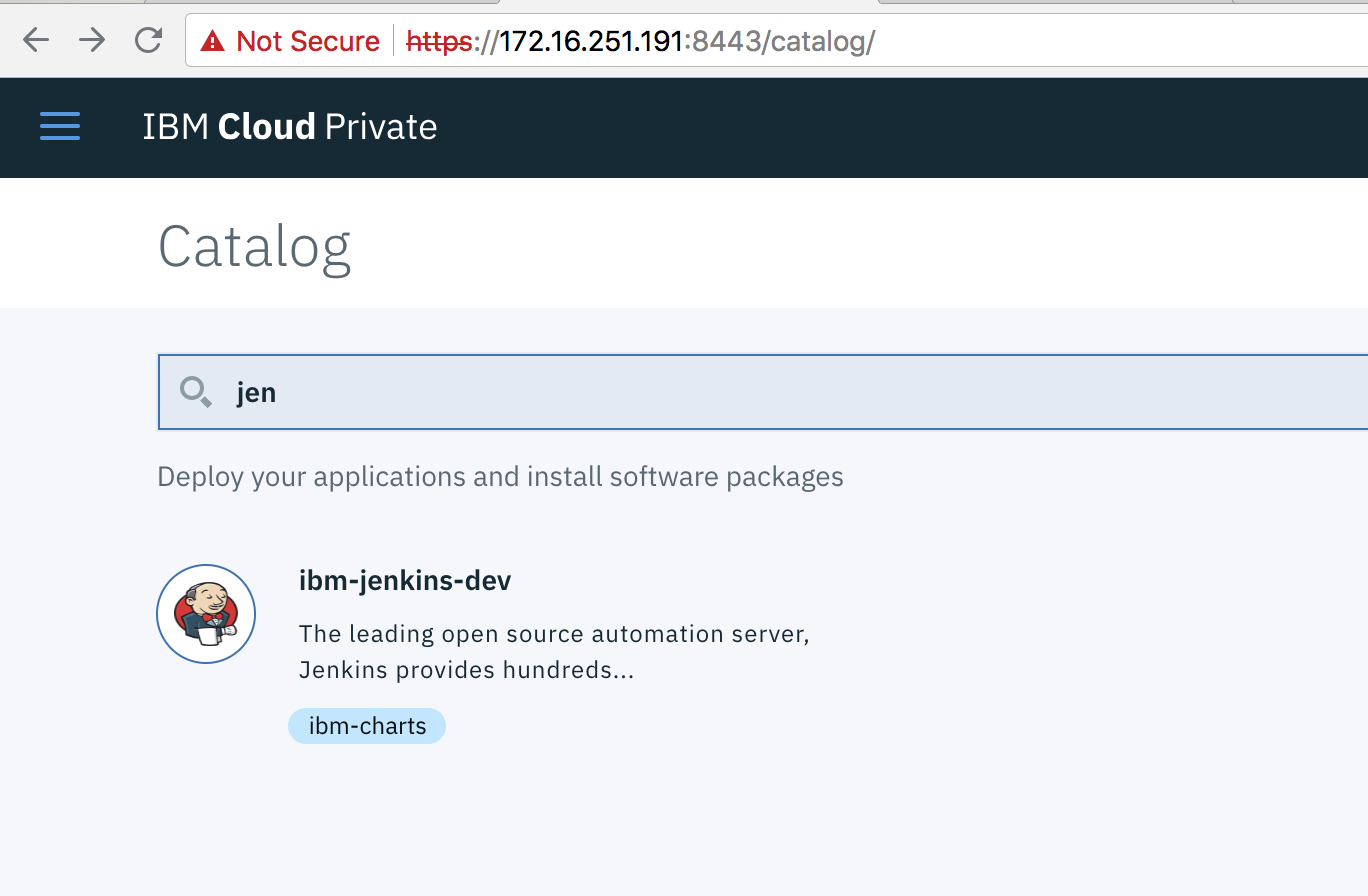 Not Secure https://172.16.251.191:8443/catalog/
IBM Cloud Private
Catalog
jen
Deploy your applications and install software packages
ibm-jenkins-dev
The leading open source automation server,
Jenkins provides hundreds...
ibm-charts